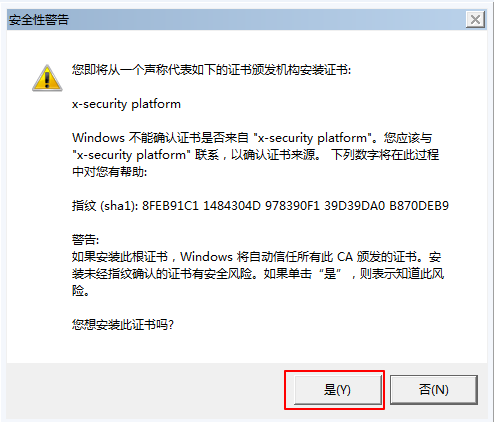 安全性警告
您即将从一个声称代表如下的证书颁发机构安装证书:
x-security platform
Windows 不能确认证书是否来自 "x-security platform"。您应该与
"x-security platform" 联系，以确认证书来源。 下列数字将在此过程
中对您有帮助:
指纹 (sha1): 8FEB91C1 1484304D 978390F1 39D39DA0 B870DEB9
警告:
如果安装此根证书，Windows 将自动信任所有此 CA 颁发的证书。安
装未经指纹确认的证书有安全风险。如果单击“是”，则表示知道此风
险。
您想安装此证书吗?
是(Y) 否(N)